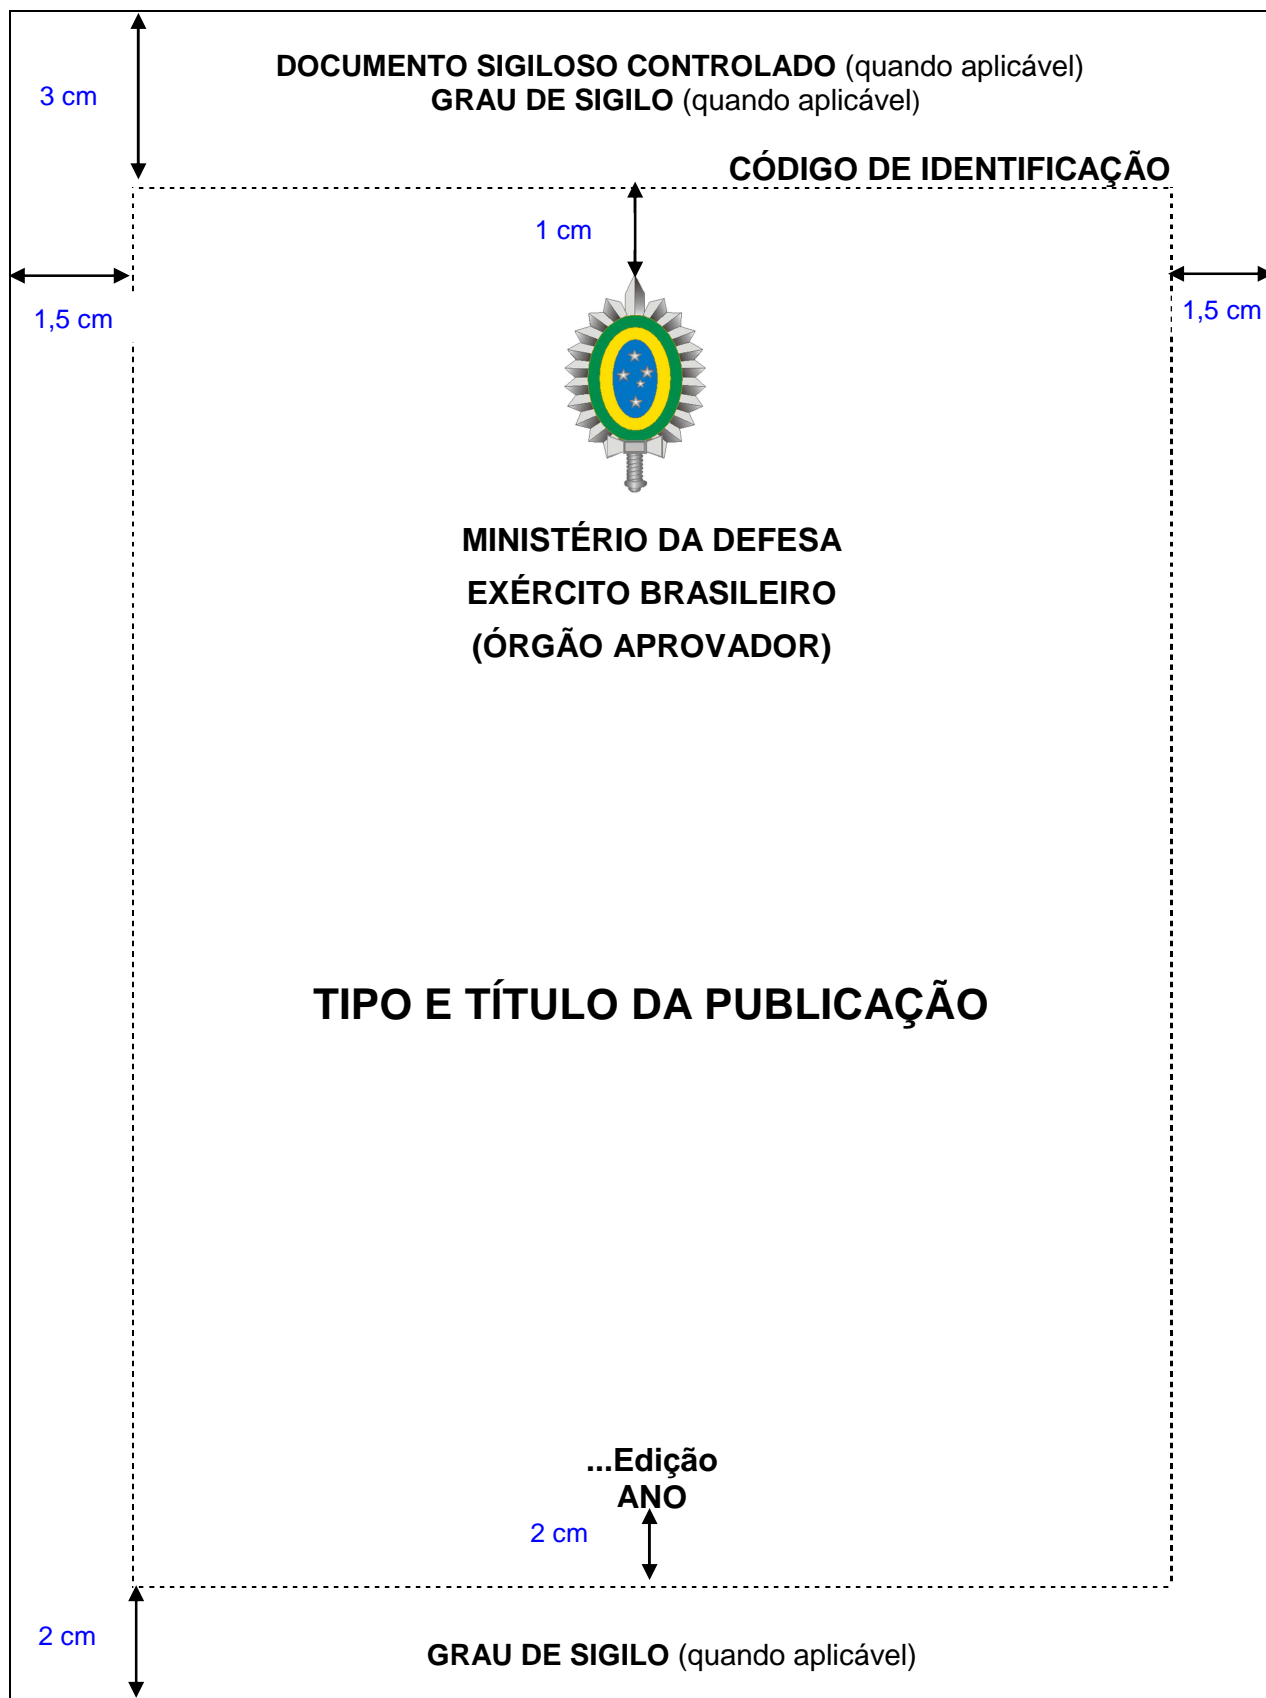 DOCUMENTO SIGILOSO CONTROLADO (quando aplicável)
3 cm
GRAU DE SIGILO (quando aplicável)
CÓDIGO DE IDENTIFICAÇÃO
1 cm
1,5 cm
1,5 cm
MINISTÉRIO DA DEFESA
EXÉRCITO BRASILEIRO
(ÓRGÃO APROVADOR)
TIPO E TÍTULO DA PUBLICAÇÃO
...Edição
ANO
2 cm
2 cm
GRAU DE SIGILO (quando aplicável)